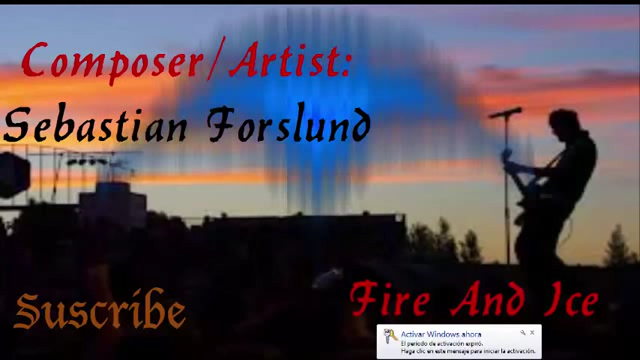 Composer/Artist:
Sebastian Forslund
Suscribe
Fire And Ice
Activar Windows ahora
El período de activación expiró.
Haga clic en este mensaje para iniciar la activación.